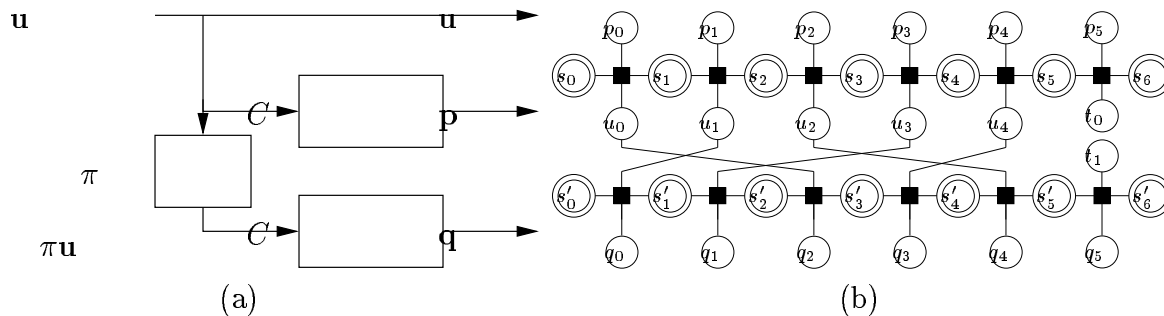 u u
C p
π
πu C q
(a)
p₀ p₁ p₂ p₃ p₄ p₅
s₀ s₁ s₂ s₃ s₄ s₅ s₆
u₀ u₁ u₂ u₃ u₄ t₀
t₁
s′₀ s′₁ s′₂ s′₃ s′₄ s′₅ s′₆
q₀ q₁ q₂ q₃ q₄ q₅
(b)